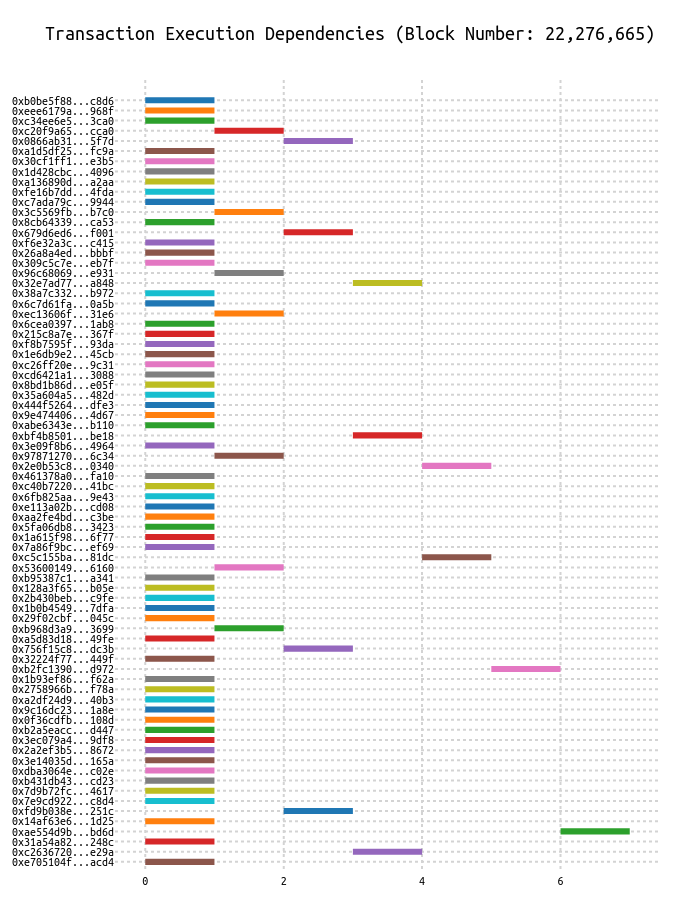 Transaction Execution Dependencies (Block Number: 22,276,665)
0xb0be5f88...c8d6
0xeee6179a...968f
0xc34ee6e5...3ca0
0xc20f9a65...cca0
0x0866ab31...5f7d
0xa1d5df25...fc9a
0x30cf1ff1...e3b5
0x1d428cbc...4096
0xa136890d...a2aa
0xfe16b7dd...4fda
0xc7ada79c...9944
0x3c5569fb...b7c0
0x8cb64339...ca53
0x679d6ed6...f001
0xf6e32a3c...c415
0x26a8a4ed...bbbf
0x309c5c7e...eb7f
0x96c68069...e931
0x32e7ad77...a848
0x38a7c332...b972
0x6c7d61fa...0a5b
0xec13606f...31e6
0x6cea0397...1ab8
0x215c8a7e...367f
0xf8b7595f...93da
0x1e6db9e2...45cb
0xc26ff20e...9c31
0xcd6421a1...3088
0x8bd1b86d...e05f
0x35a604a5...482d
0x444f5264...dfe3
0x9e474406...4d67
0xabe6343e...b110
0xbf4b8501...be18
0x3e09f8b6...4964
0x97871270...6c34
0x2e0b53c8...0340
0x461378a0...fa10
0xc40b7220...41bc
0x6fb825aa...9e43
0xe113a02b...cd08
0xaa2fe4bd...c3be
0x5fa06db8...3423
0x1a615f98...6f77
0x7a86f9bc...ef69
0xc5c155ba...81dc
0x53600149...6160
0xb95387c1...a341
0x128a3f65...b05e
0x2b430beb...c9fe
0x1b0b4549...7dfa
0x29f02cbf...045c
0xb968d3a9...3699
0xa5d83d18...49fe
0x756f15c8...dc3b
0x32224f77...449f
0xb2fc1390...d972
0x1b93ef86...f62a
0x2758966b...f78a
0xa2df24d9...40b3
0x9c16dc23...1a8e
0x0f36cdfb...108d
0xb2a5eacc...d447
0x3ec079a4...9df8
0x2a2ef3b5...8672
0x3e14035d...165a
0xdba3064e...c02e
0xb431db43...cd23
0x7d9b72fc...4617
0x7e9cd922...c8d4
0xfd9b038e...251c
0x14af63e6...1d25
0xae554d9b...bd6d
0x31a54a82...248c
0xc2636720...e29a
0xe705104f...acd4
0 2 4 6